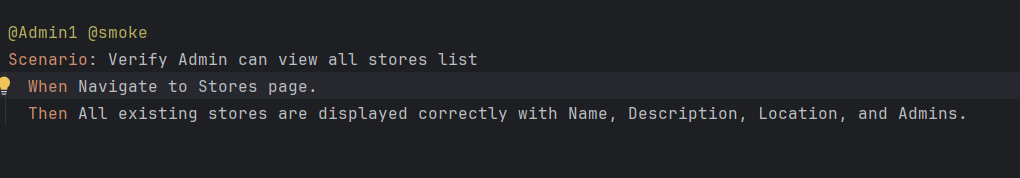 @Admin1 @smoke
Scenario: Verify Admin can view all stores list
When Navigate to Stores page.
Then All existing stores are displayed correctly with Name, Description, Location, and Admins.